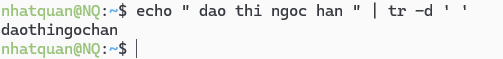 nhatquan@NQ:~$ echo " dao thi ngoc han " | tr -d ' '
daothingochan
nhatquan@NQ:~$